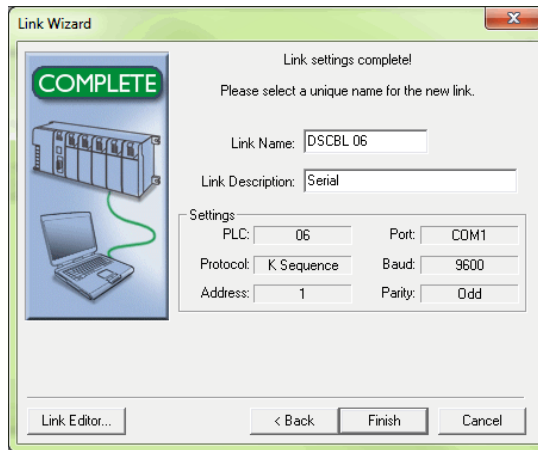 Link Wizard
COMPLETE
Link settings complete!
Please select a unique name for the new link.
Link Name: DSCBL 06
Link Description: Serial
Settings
PLC: 06 Port: COM1
Protocol: K Sequence Baud: 9600
Address: 1 Parity: Odd
Link Editor... < Back Finish Cancel